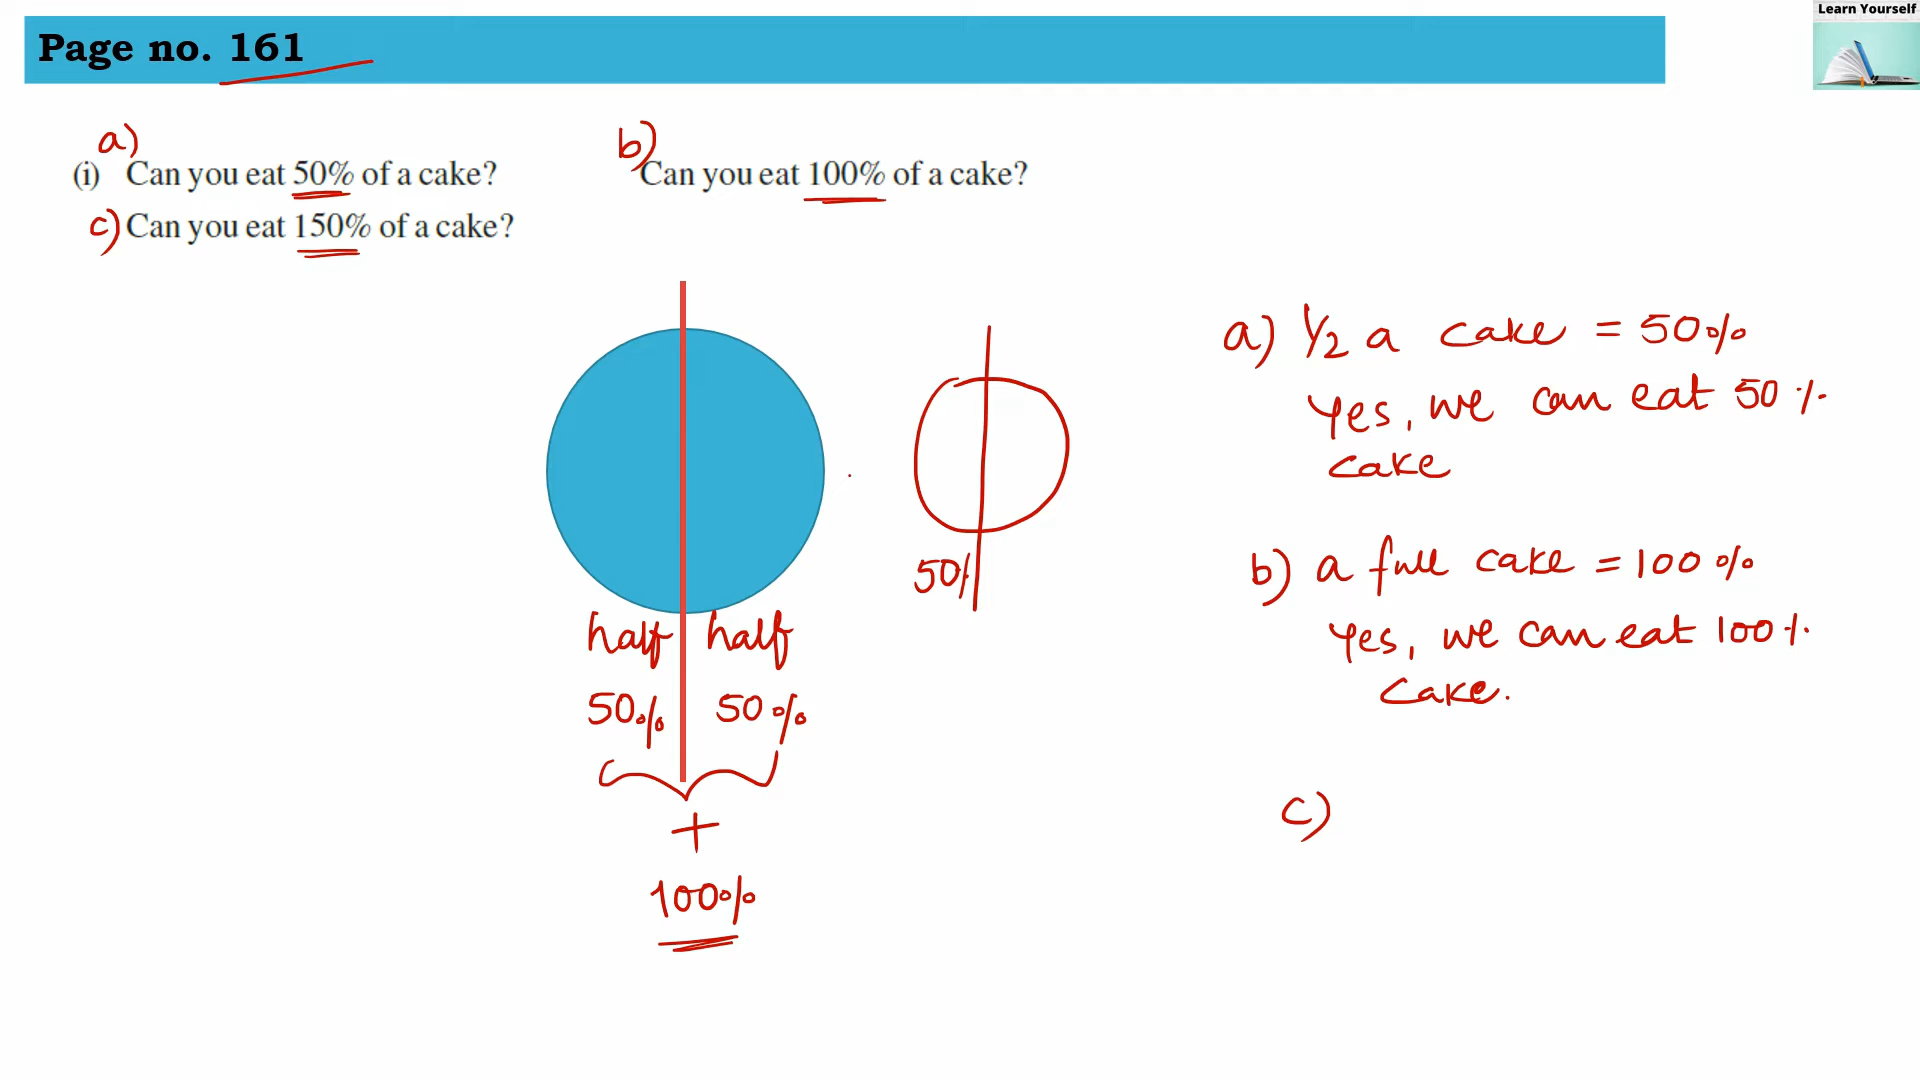 Learn Yourself
Page no. 161
a)
b)
(i) Can you eat 50% of a cake?
Can you eat 100% of a cake?
c) Can you eat 150% of a cake?
a) 1/2 a cake = 50%
Yes, we can eat 50%
cake
50%
b) a full cake = 100%
Yes, we can eat 100%
cake.
half half
50% 50%
c)
+
100%